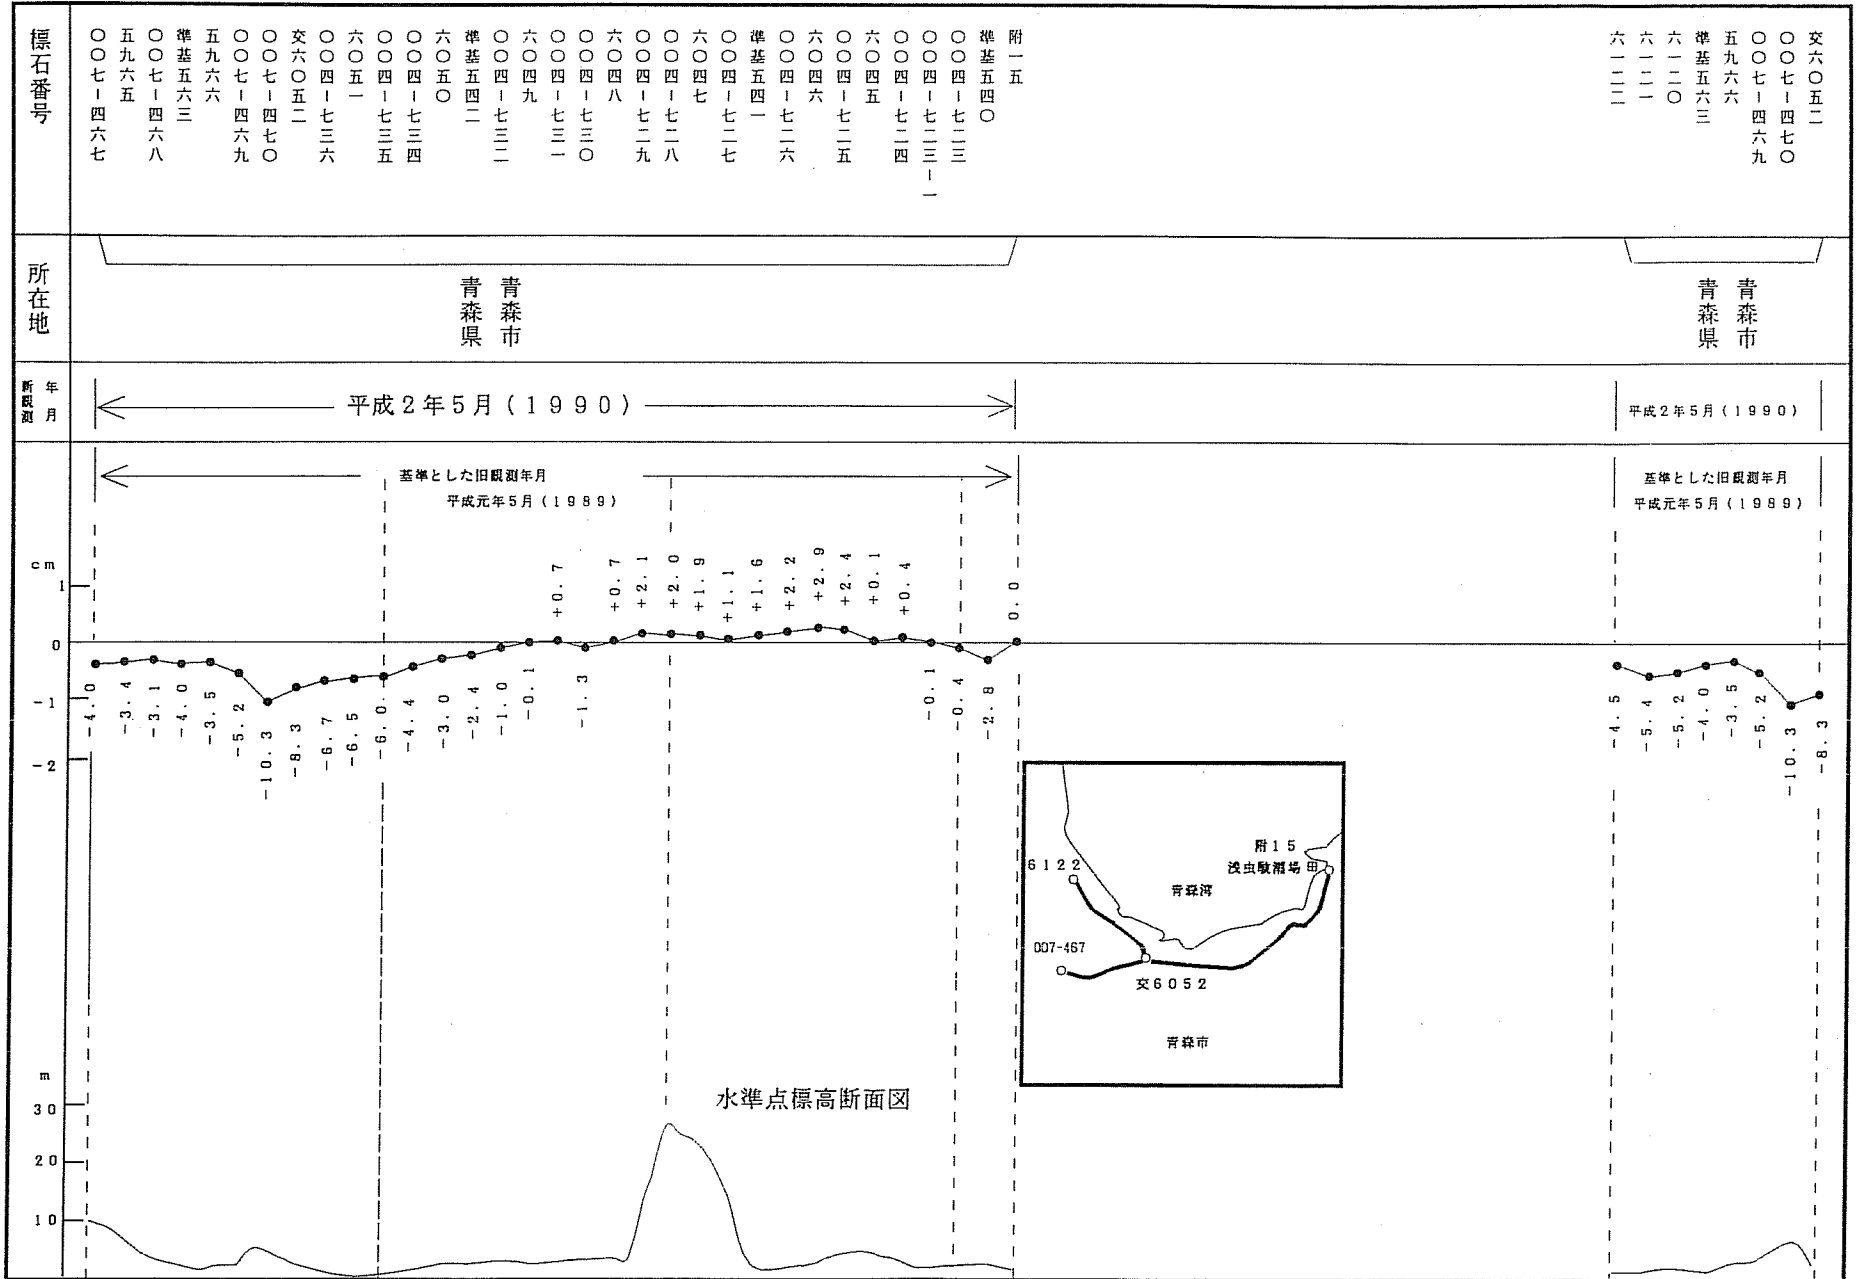 標石番号
〇〇七-四六七
五九六五
〇〇七-四六八
準基五六三
五九六六
〇〇七-四六九
〇〇七-四七〇
交六〇五二
〇〇四-七三六
六〇五一
〇〇四-七三五
〇〇四-七三四
六〇五〇
準基五四二
〇〇四-七三二
六〇四九
〇〇四-七三一
〇〇四-七三〇
六〇四八
〇〇四-七二九
〇〇四-七二八
六〇四七
〇〇四-七二七
準基五四一
〇〇四-七二六
六〇四六
〇〇四-七二五
六〇四五
〇〇四-七二四
〇〇四-七二三-一
〇〇四-七二三
準基五四〇
附一五
六一二二
六一二一
六一二〇
準基五六三
五九六六
〇〇七-四六九
〇〇七-四七〇
交六〇五二
所在地
青森県
青森市
青森県
青森市
新観測
年月
平成2年5月(1990)
平成2年5月(1990)
基準とした旧観測年月
平成元年5月(1989)
基準とした旧観測年月
平成元年5月(1989)
cm
1
0
-1
-2
-4.0
-3.4
-3.1
-4.0
-3.5
-5.2
-10.3
-8.3
-6.7
-6.5
-6.0
-4.4
-3.0
-2.4
-1.0
-0.1
+0.7
-1.3
+0.7
+2.1
+2.0
+1.9
+1.1
+1.6
+2.2
+2.9
+2.4
+0.1
+0.4
-0.1
-0.4
-2.8
0.0
-4.5
-5.4
-5.2
-4.0
-3.5
-5.2
-10.3
-8.3
附15
浅虫験潮場
6122
青森湾
007-467
交6052
青森市
水準点標高断面図
m
30
20
10